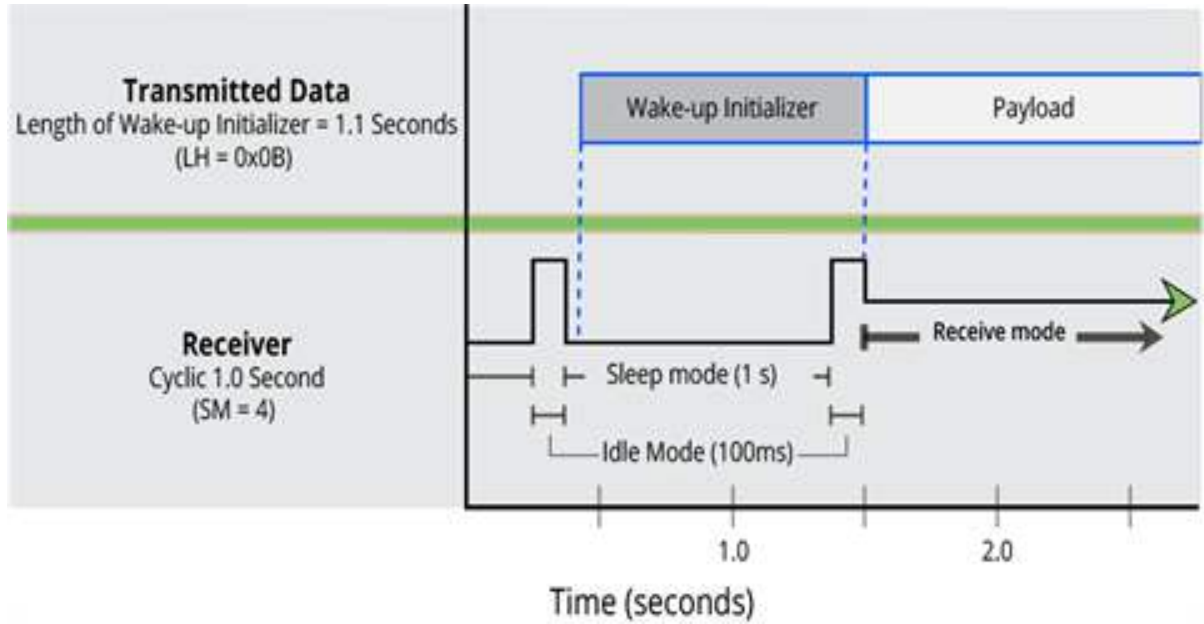 Transmitted Data
Length of Wake-up Initializer = 1.1 Seconds
(LH = 0x0B)
Wake-up Initializer
Payload
Receiver
Cyclic 1.0 Second
(SM = 4)
Receive mode
Sleep mode (1 s)
Idle Mode (100ms)
1.0
2.0
Time (seconds)